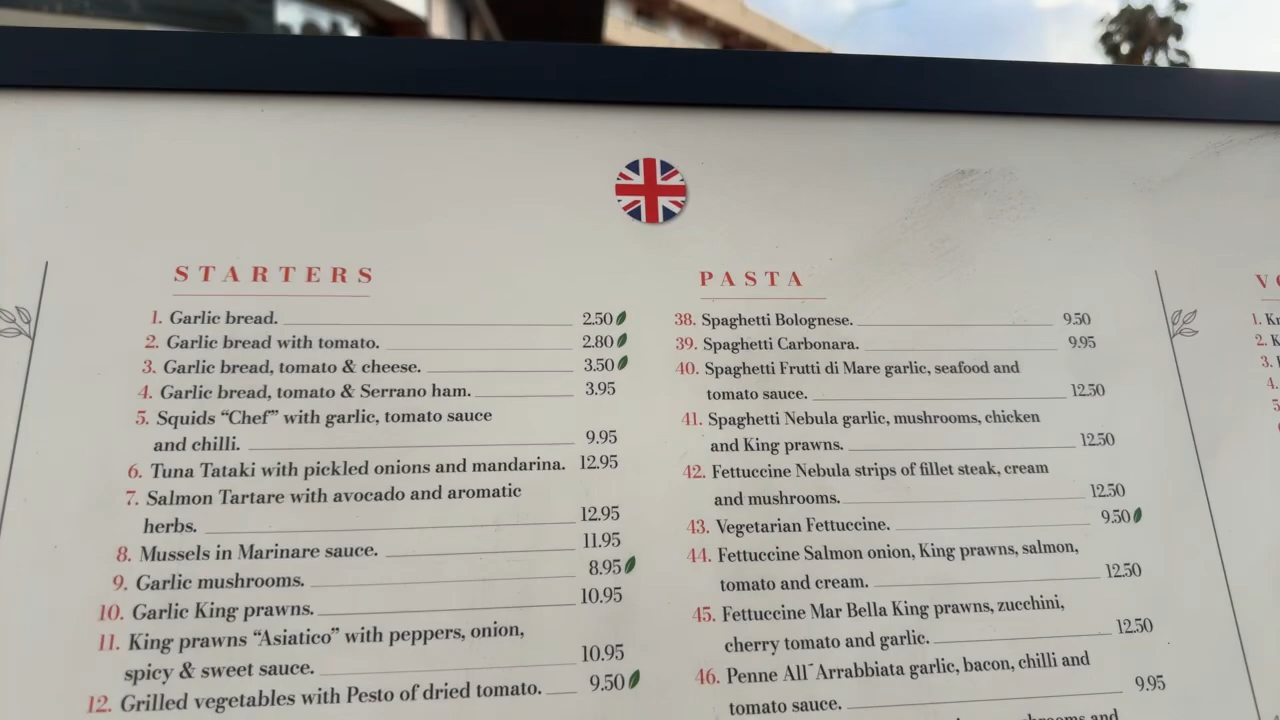 STARTERS
1. Garlic bread. 2.50
2. Garlic bread with tomato. 2.80
3. Garlic bread, tomato & cheese. 3.50
4. Garlic bread, tomato & Serrano ham. 3.95
5. Squids “Chef” with garlic, tomato sauce
and chilli. 9.95
6. Tuna Tataki with pickled onions and mandarina. 12.95
7. Salmon Tartare with avocado and aromatic
herbs. 12.95
8. Mussels in Marinare sauce. 11.95
9. Garlic mushrooms. 8.95
10. Garlic King prawns. 10.95
11. King prawns “Asiatico” with peppers, onion,
spicy & sweet sauce. 10.95
12. Grilled vegetables with Pesto of dried tomato. 9.50
PASTA
38. Spaghetti Bolognese. 9.50
39. Spaghetti Carbonara. 9.95
40. Spaghetti Frutti di Mare garlic, seafood and
tomato sauce. 12.50
41. Spaghetti Nebula garlic, mushrooms, chicken
and King prawns. 12.50
42. Fettuccine Nebula strips of fillet steak, cream
and mushrooms. 12.50
43. Vegetarian Fettuccine. 9.50
44. Fettuccine Salmon onion, King prawns, salmon,
tomato and cream. 12.50
45. Fettuccine Mar Bella King prawns, zucchini,
cherry tomato and garlic. 12.50
46. Penne All´Arrabbiata garlic, bacon, chilli and
tomato sauce. 9.95
1.
2.
3.
4.